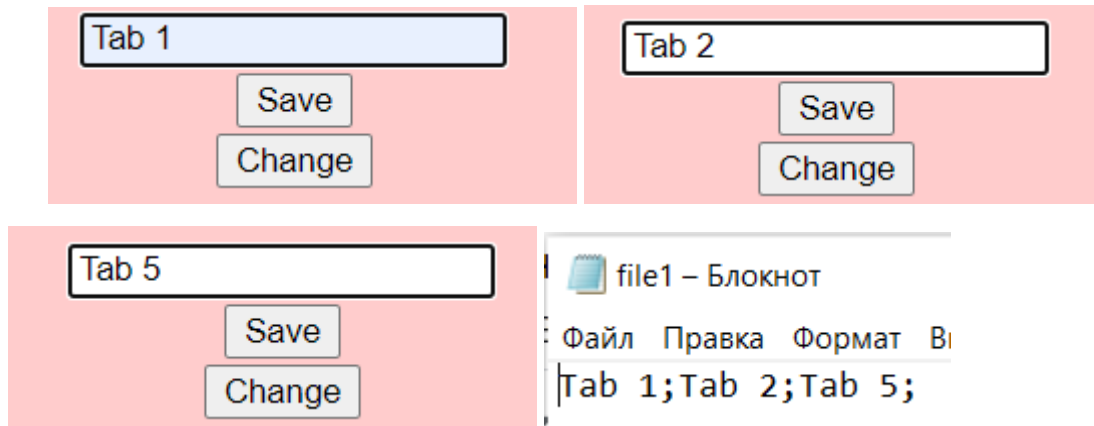 Tab 1
Save
Change
Tab 2
Save
Change
Tab 5
Save
Change
file1 – Блокнот
Файл Правка Формат
Tab 1;Tab 2;Tab 5;